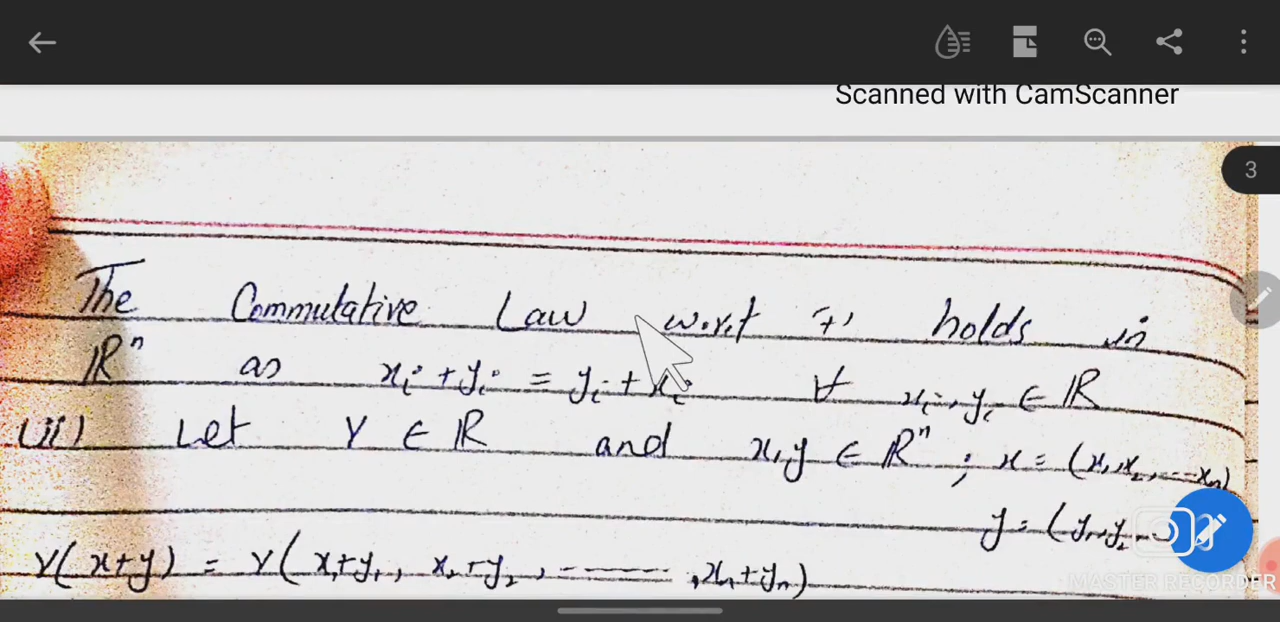 Scanned with CamScanner
3
The Commutative Law w.r.t '+' holds in
ℝⁿ as xᵢ + yᵢ = yᵢ + xᵢ ∀ xᵢ, yᵢ ∈ ℝ
(ii) Let γ ∈ ℝ and x, y ∈ ℝⁿ ; x = (x₁, x₂, ---- xₙ)
y = (y₁, y₂, --
γ(x+y) = γ(x₁+y₁, x₂+y₂, ------- , xₙ+yₙ)
MASTER RECORDER